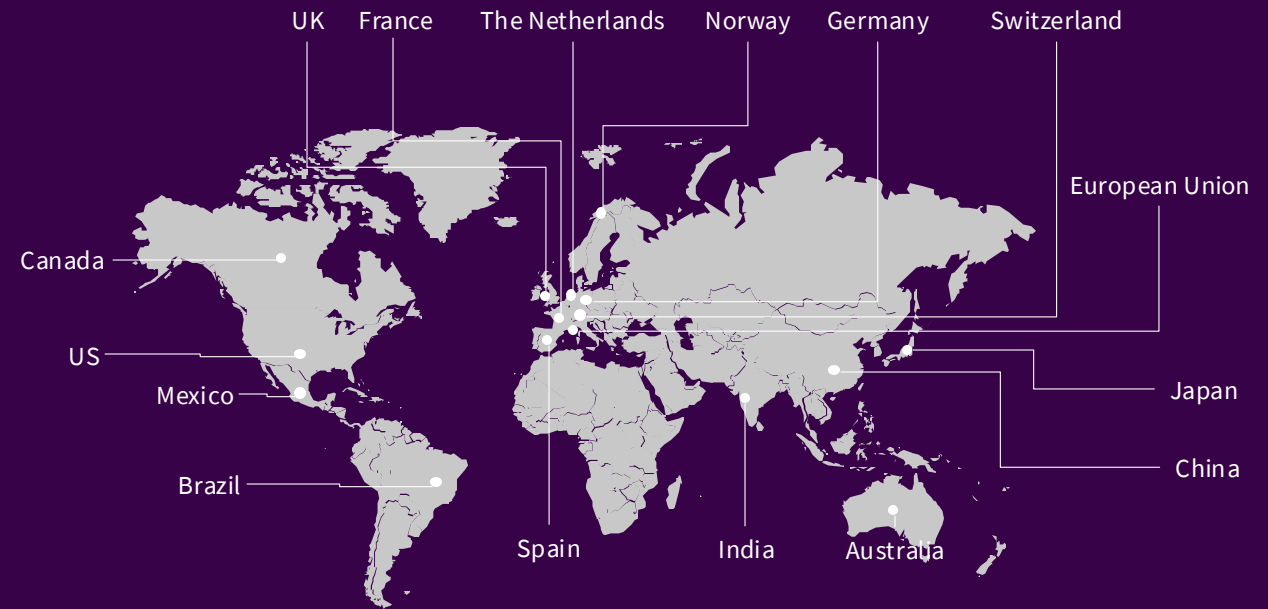 UK
France
The Netherlands
Norway
Germany
Switzerland
European Union
Canada
US
Mexico
Japan
China
Brazil
Spain
India
Australia